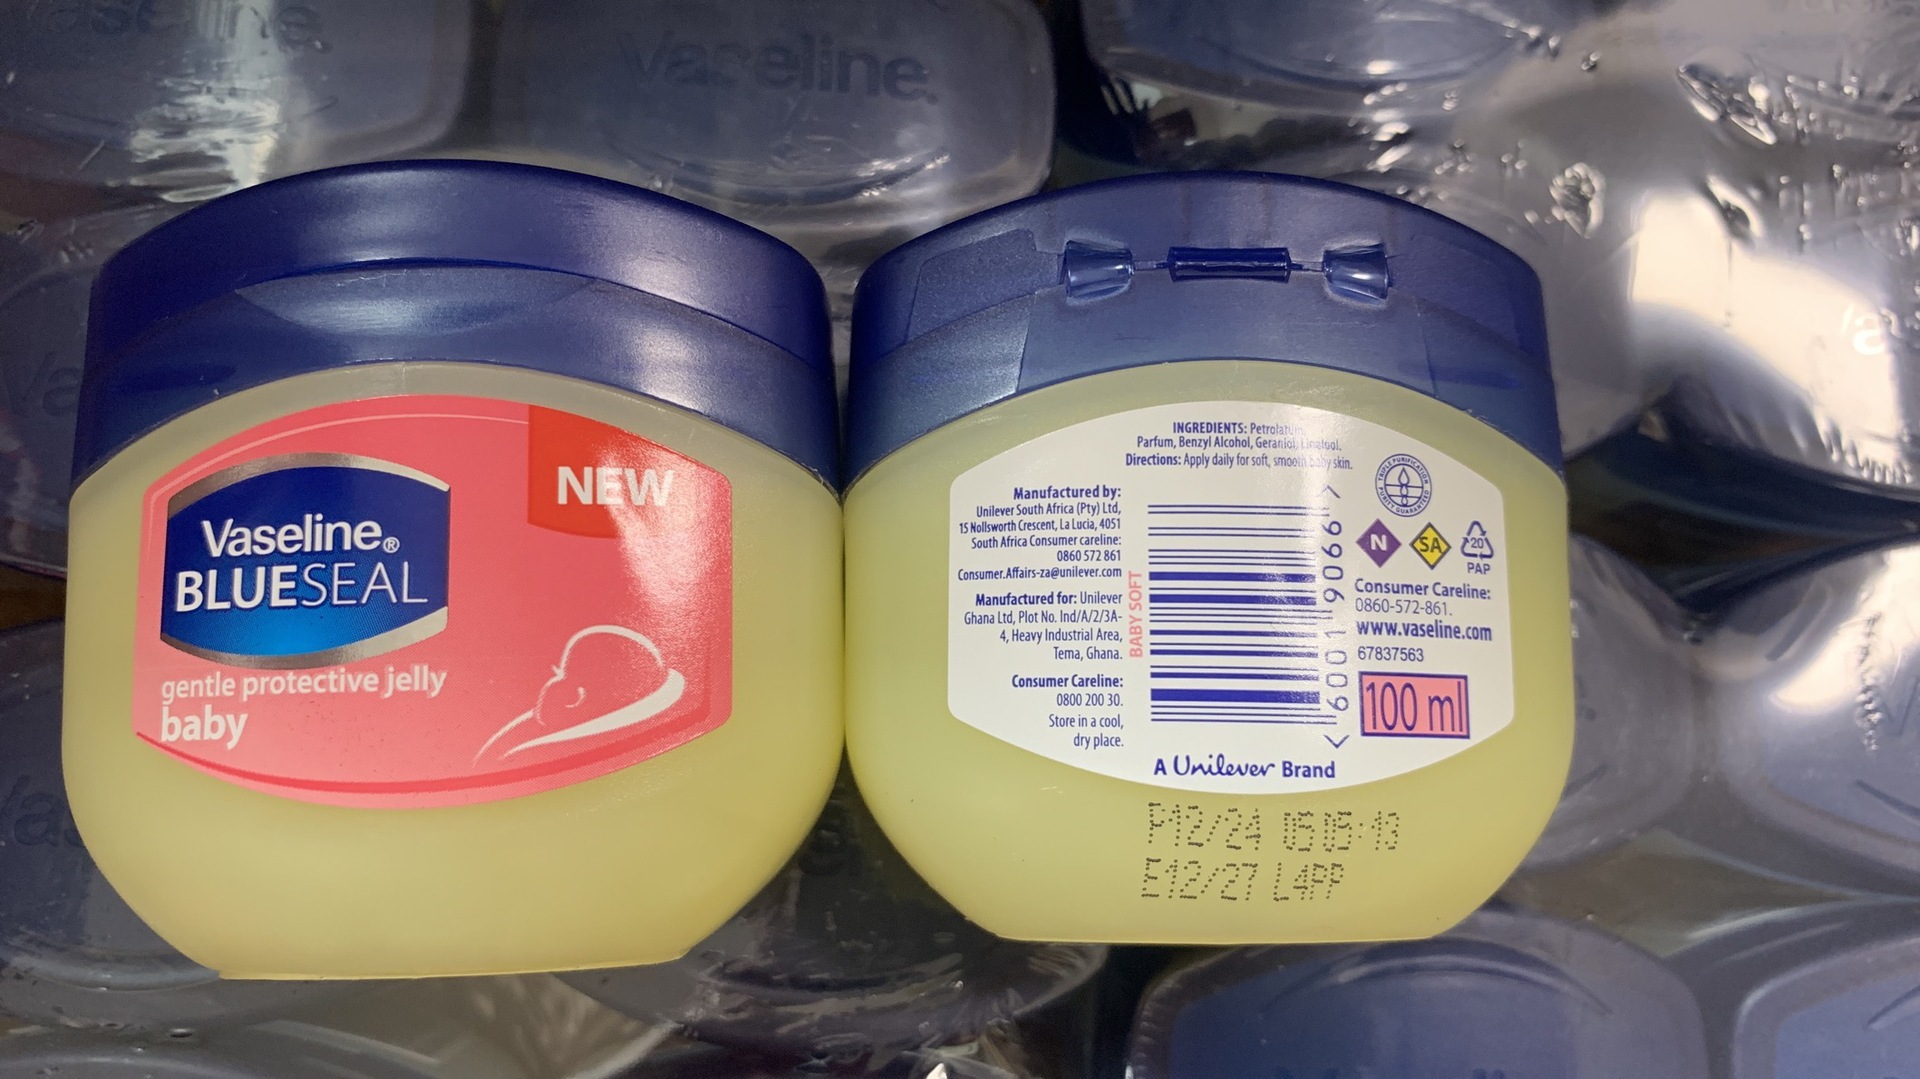 Vaseline.
NEW
Vaseline®
BLUESEAL
gentle protective jelly
baby
INGREDIENTS: Petrolatum,
Parfum, Benzyl Alcohol, Geraniol, Linalool.
Directions: Apply daily for soft, smooth baby skin.
Manufactured by:
Unilever South Africa (Pty) Ltd,
15 Nollsworth Crescent, La Lucia, 4051
South Africa Consumer careline:
0860 572 861
Consumer.Affairs-za@unilever.com
Manufactured for: Unilever
Ghana Ltd, Plot No. Ind/A/2/3A-
4, Heavy Industrial Area,
Tema, Ghana.
Consumer Careline:
0800 200 30.
Store in a cool,
dry place.
BABY SOFT
TRIPLE PURIFICATION
PURITY GUARANTEED
N
SA
20
PAP
Consumer Careline:
0860-572-861.
www.vaseline.com
67837563
100 ml
A Unilever Brand
P12/24 05:13
E12/27 L4PP